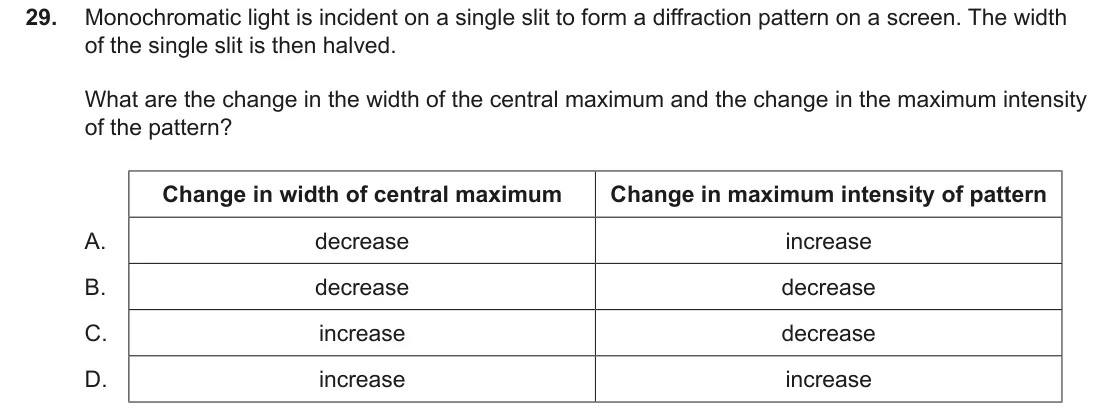 29. Monochromatic light is incident on a single slit to form a diffraction pattern on a screen. The width
of the single slit is then halved.
What are the change in the width of the central maximum and the change in the maximum intensity
of the pattern?
Change in width of central maximum Change in maximum intensity of pattern
A. decrease increase
B. decrease decrease
C. increase decrease
D. increase increase